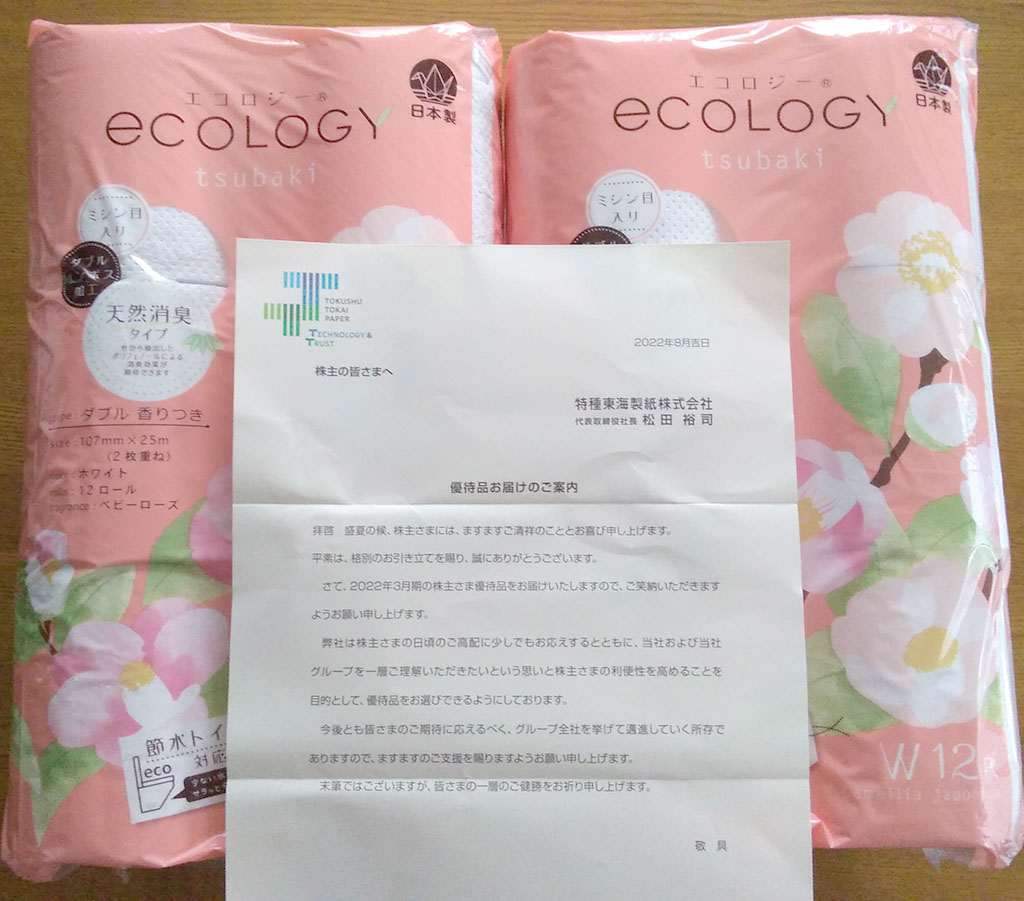 エコロジー®
ecology
tsubaki
日本製
ミシン目
入り
ダブル
加工
天然消臭
タイプ
消臭効果が
期待できます
ダブル 香りつき
size : 107mm×25m
(2枚重ね)
ホワイト
12ロール
fragrance : ベビーローズ
節水トイ
対応
eco
エコロジー®
ecology
tsubaki
日本製
ミシン目
入り
W 12
TOKUSHU
TOKAI
PAPER
TECHNOLOGY &
TRUST
2022年8月吉日
株主の皆さまへ
特種東海製紙株式会社
代表取締役社長 松田 裕司
優待品お届けのご案内
拝啓 盛夏の候、株主さまには、ますますご清祥のこととお喜び申し上げます。
平素は、格別のお引き立てを賜り、誠にありがとうございます。
さて、2022年3月期の株主さま優待品をお届けいたしますので、ご笑納いただきます
ようお願い申し上げます。
弊社は株主さまの日頃のご高配に少しでもお応えするとともに、当社および当社
グループを一層ご理解いただきたいという思いと株主さまの利便性を高めることを
目的として、優待品をお選びできるようにしております。
今後とも皆さまのご期待に応えるべく、グループ全社を挙げて邁進していく所存で
ありますので、ますますのご支援を賜りますようお願い申し上げます。
末筆ではございますが、皆さまの一層のご健勝をお祈り申し上げます。
敬 具